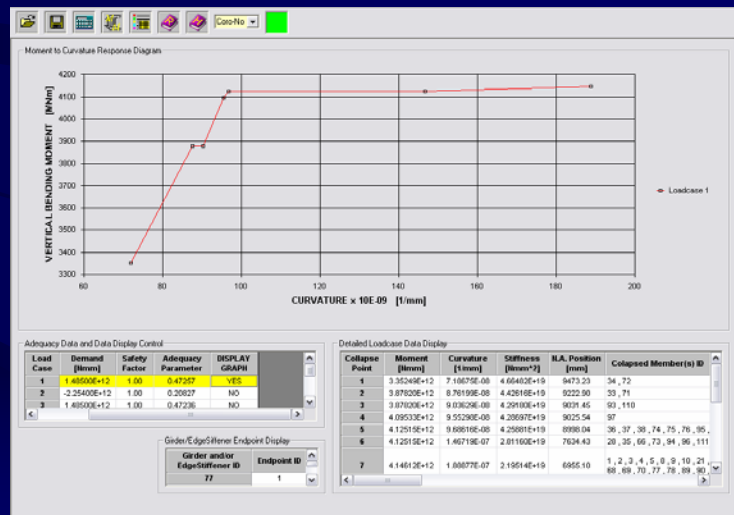 Coro-No
Moment to Curvature Response Diagram
VERTICAL BENDING MOMENT [MNm]
4200
4100
4000
3900
3800
3700
3600
3500
3400
3300
60 80 100 120 140 160 180 200
CURVATURE x 10E-09 [1/mm]
Loadcase 1
Adequacy Data and Data Display Control
Load Case Demand [Nmm] Safety Factor Adequacy Parameter DISPLAY GRAPH
1 1.48500E+12 1.00 0.47257 YES
2 -2.25400E+12 1.00 0.20827 NO
3 1.48500E+12 1.00 0.47236 NO
Girder/EdgeStiffener Endpoint Display
Girder and/or EdgeStiffener ID Endpoint ID
77 1
Detailed Loadcase Data Display
Collapse Point Moment [Nmm] Curvature [1/mm] Stiffness [Nmm^2] N.A. Position [mm] Colapsed Member(s) ID
1 3.35249E+12 7.18675E-08 4.66482E+19 9473.23 34 , 72
2 3.87820E+12 8.76199E-08 4.42616E+19 9222.90 33 , 71
3 3.87820E+12 9.03629E-08 4.29180E+19 9031.45 93 , 110
4 4.09533E+12 9.55298E-08 4.28697E+19 9025.54 97
5 4.12515E+12 9.68616E-08 4.25881E+19 8998.04 36 , 37 , 38 , 74 , 75 , 76 , 95 ,
6 4.12515E+12 1.46719E-07 2.81160E+19 7634.43 28 , 35 , 66 , 73 , 94 , 96 , 111
7 4.14612E+12 1.88877E-07 2.19514E+19 6955.10 1 , 2 , 3 , 4 , 5 , 8 , 9 , 10 , 21 ,
68 , 69 , 70 , 77 , 78 , 89 , 90 ,